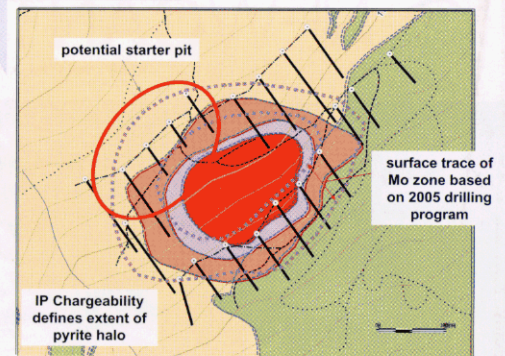 potential starter pit
surface trace of
Mo zone based
on 2005 drilling
program
IP Chargeability
defines extent of
pyrite halo